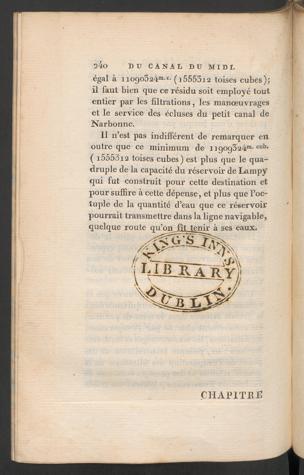 240 DU CANAL DU MIDI.
égal à 11090324m.c. (1555312 toises cubes);
il faut bien que ce résidu soit employé tout
entier par les filtrations, les manœuvrages
et le service des écluses du petit canal de
Narbonne.
Il n'est pas indifférent de remarquer en
outre que ce minimum de 11909324m. cub.
(1555312 toises cubes) est plus que le qua-
druple de la capacité du réservoir de Lampy
qui fut construit pour cette destination et
pour suffire à cette dépense, et plus que l'oc-
tuple de la quantité d'eau que ce réservoir
pourrait transmettre dans la ligne navigable,
quelque route qu'on fît tenir à ses eaux.
KING'S INNS
LIBRARY
DUBLIN.
CHAPITRE